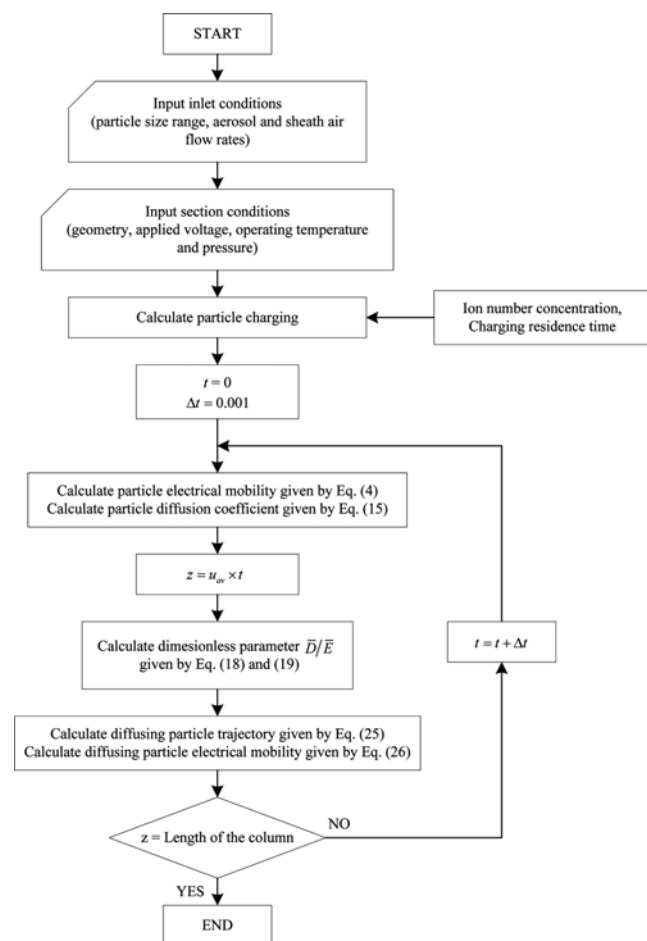 START
Input inlet conditions
(particle size range, aerosol and sheath air
flow rates)
Input section conditions
(geometry, applied voltage, operating temperature
and pressure)
Calculate particle charging
Ion number concentration,
Charging residence time
t = 0
Δt = 0.001
Calculate particle electrical mobility given by Eq. (4)
Calculate particle diffusion coefficient given by Eq. (15)
z = u_av × t
Calculate dimesionless parameter D̅/E̅
given by Eq. (18) and (19)
t = t + Δt
Calculate diffusing particle trajectory given by Eq. (25)
Calculate diffusing particle electrical mobility given by Eq. (26)
z = Length of the column
NO
YES
END